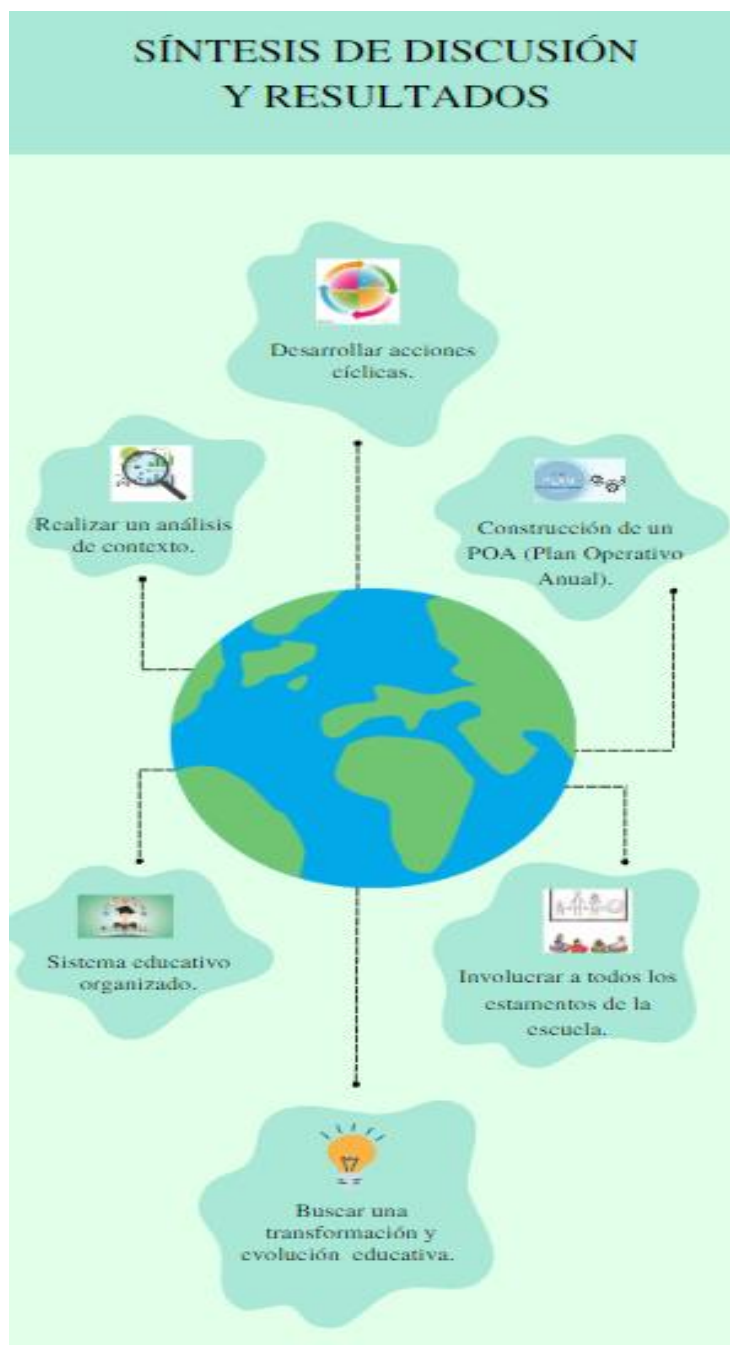 SÍNTESIS DE DISCUSIÓN
Y RESULTADOS
Desarrollar acciones
cíclicas.
Realizar un análisis
de contexto.
Construcción de un
POA (Plan Operativo
Anual).
Sistema educativo
organizado.
Involucrar a todos los
estamentos de la
escuela.
Buscar una
transformación y
evolución educativa.